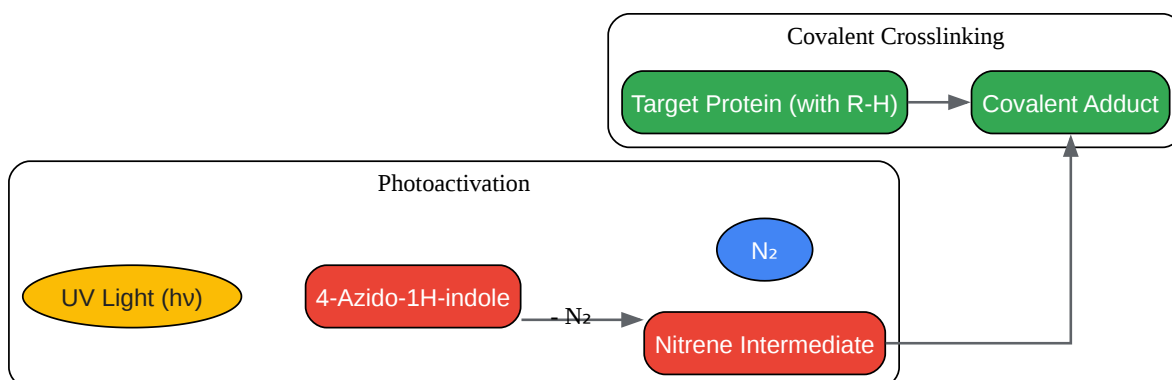 Covalent Crosslinking
Target Protein (with R-H)
Covalent Adduct
Photoactivation
N₂
UV Light (hν)
4-Azido-1H-indole
- N₂
Nitrene Intermediate